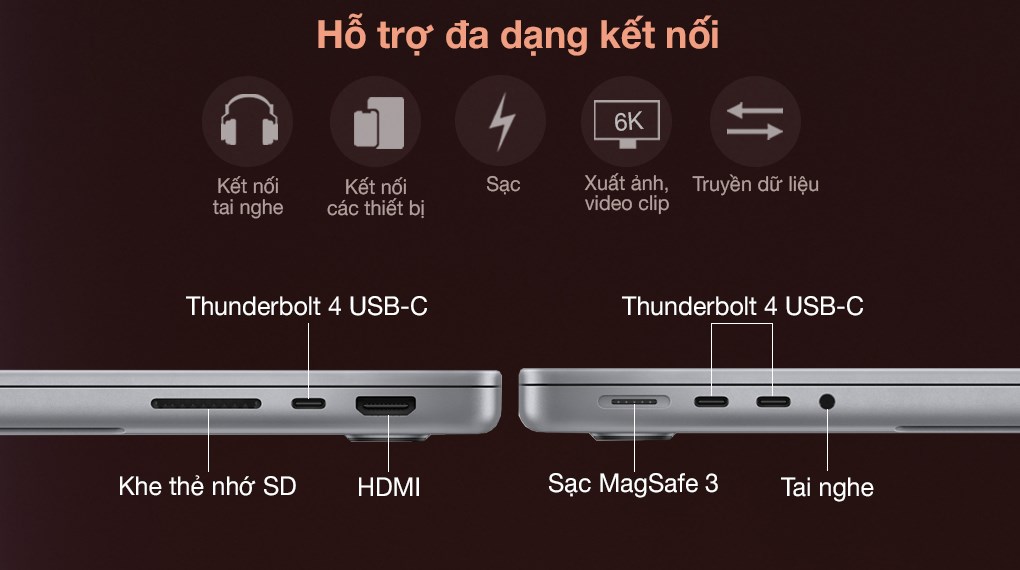 Hỗ trợ đa dạng kết nối
6K
Kết nối
tai nghe
Kết nối
các thiết bị
Sạc
Xuất ảnh,
video clip
Truyền dữ liệu
Thunderbolt 4 USB-C
Thunderbolt 4 USB-C
Khe thẻ nhớ SD
HDMI
Sạc MagSafe 3
Tai nghe